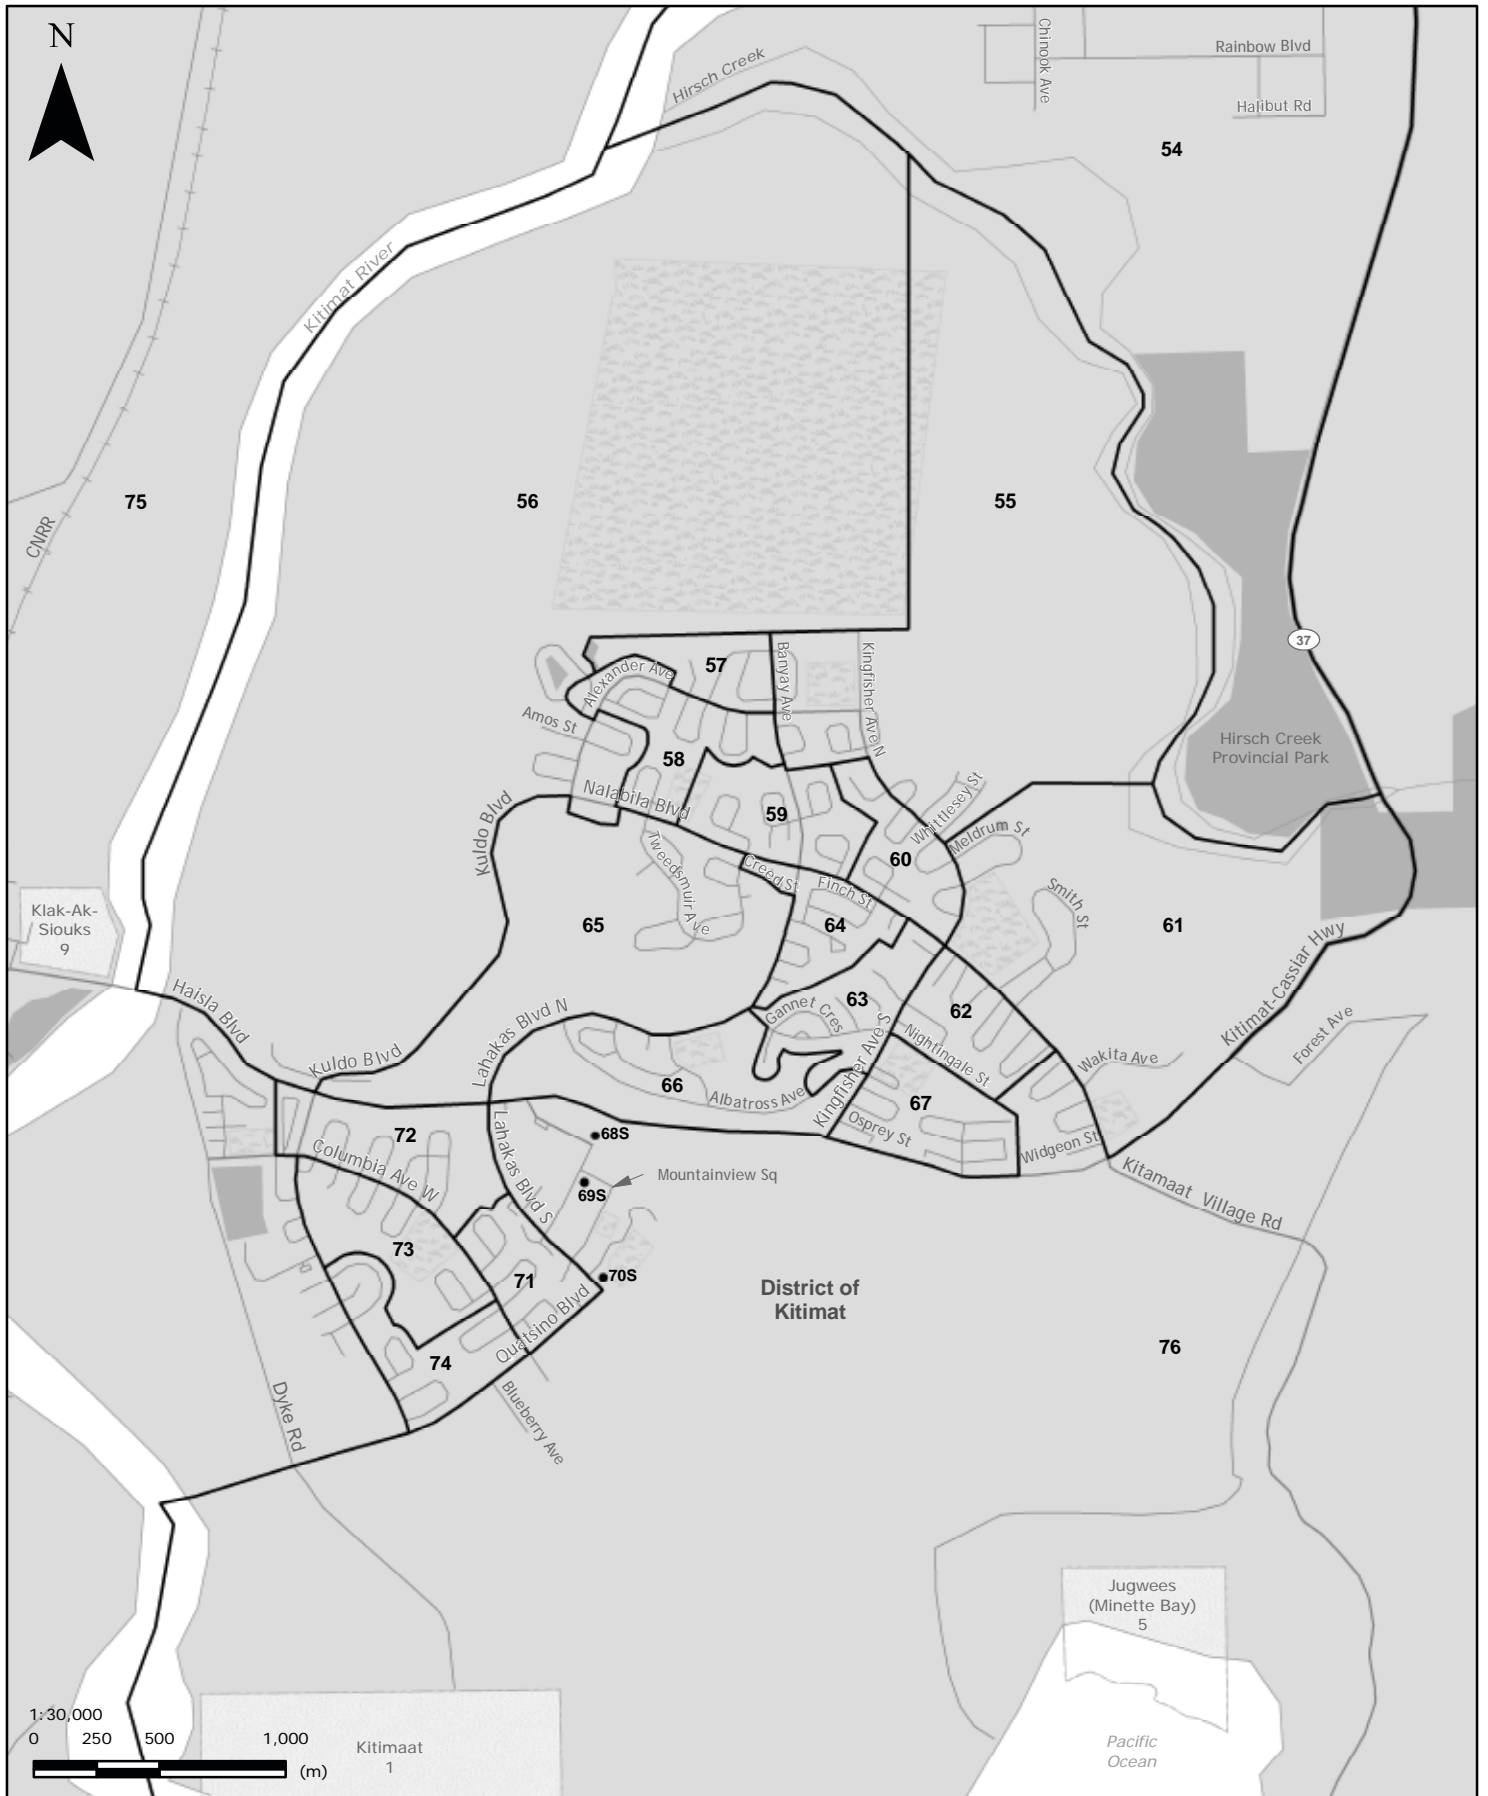 N
Hirsch Creek
Chinook Ave
Rainbow Blvd
Halibut Rd
54
Kitimat River
75
56
55
CNRR
37
57
Banyay Ave
Kingfisher Ave N
Alexander Ave
Amos St
58
Hirsch Creek
Provincial Park
Nalabila Blvd
59
Kuldo Blvd
Whittlesey St
Meldrum St
60
Tweedsmuir Ave
Creed St
Finch St
Smith St
Klak-Ak-
Siouks
9
65
64
61
Kitimat-Cassiar Hwy
Haisla Blvd
Lahakas Blvd N
Gannet Cres
63
62
Forest Ave
Kuldo Blvd
Kingfisher Ave S
Nightingale St
Wakita Ave
66
Albatross Ave
67
Osprey St
Widgeon St
72
68S
Columbia Ave W
Lahakas Blvd S
Mountainview Sq
69S
Kitamaat Village Rd
73
71
70S
Quatsino Blvd
District of
Kitimat
76
74
Dyke Rd
Blueberry Ave
Jugwees
(Minette Bay)
5
1:30,000
0 250 500 1,000
(m)
Kitimaat
1
Pacific
Ocean